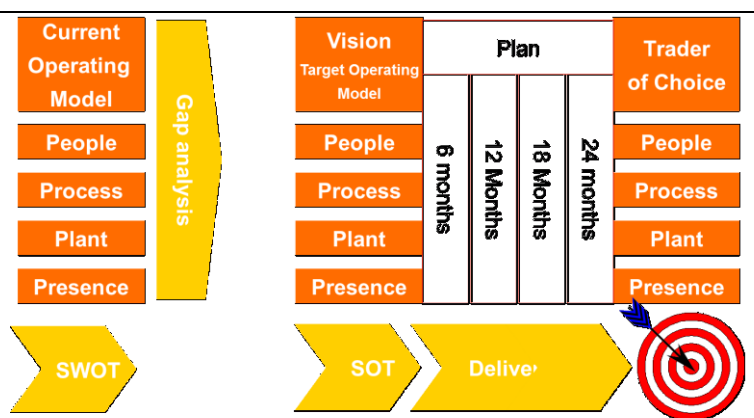 Current
Operating
Model
People
Process
Plant
Presence
SWOT
Gap analysis
Vision
Target Operating
Model
People
Process
Plant
Presence
SOT
Plan
6 months
12 Months
18 Months
24 months
Deliver
Trader
of Choice
People
Process
Plant
Presence